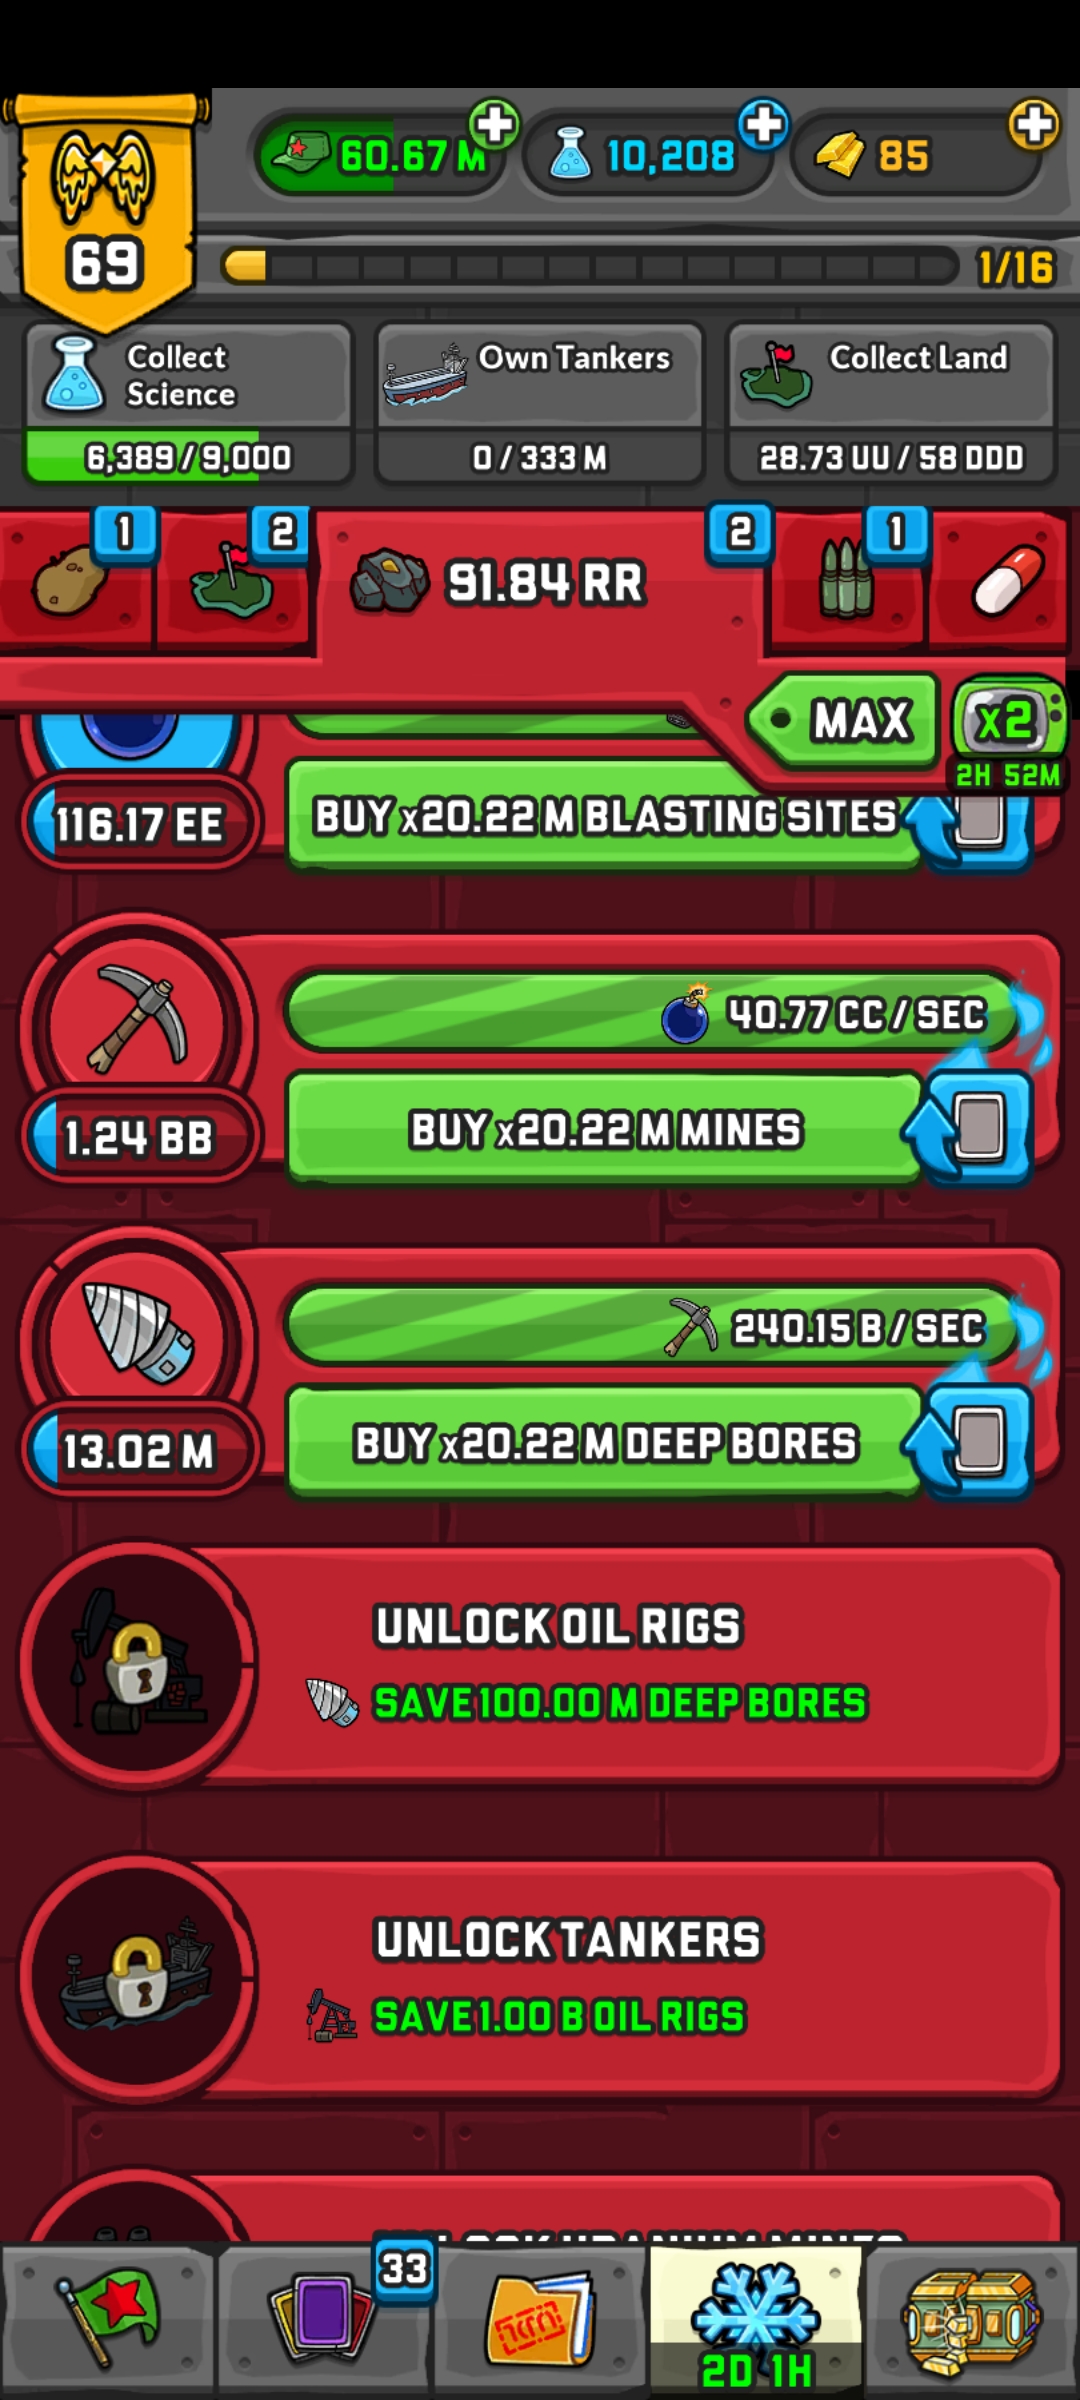 60.67 M
10,208
85
69
1/16
Collect
Science
6,389/9,000
Own Tankers
0/333 M
Collect Land
28.73 UU/58 DDD
1
2
91.84 RR
2
1
MAX
x2
2H 52M
116.17 EE
BUY x20.22 M BLASTING SITES
40.77 CC/SEC
1.24 BB
BUY x20.22 M MINES
240.15 B/SEC
13.02 M
BUY x20.22 M DEEP BORES
UNLOCK OIL RIGS
SAVE 100.00 M DEEP BORES
UNLOCK TANKERS
SAVE 1.00 B OIL RIGS
UNLOCK URANIUM MINES
33
2D 1H